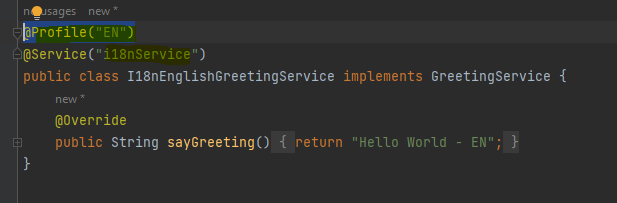 no usages   new *
@Profile("EN")
@Service("i18nService")
public class I18nEnglishGreetingService implements GreetingService {
new *
@Override
public String sayGreeting() { return "Hello World - EN"; }
}